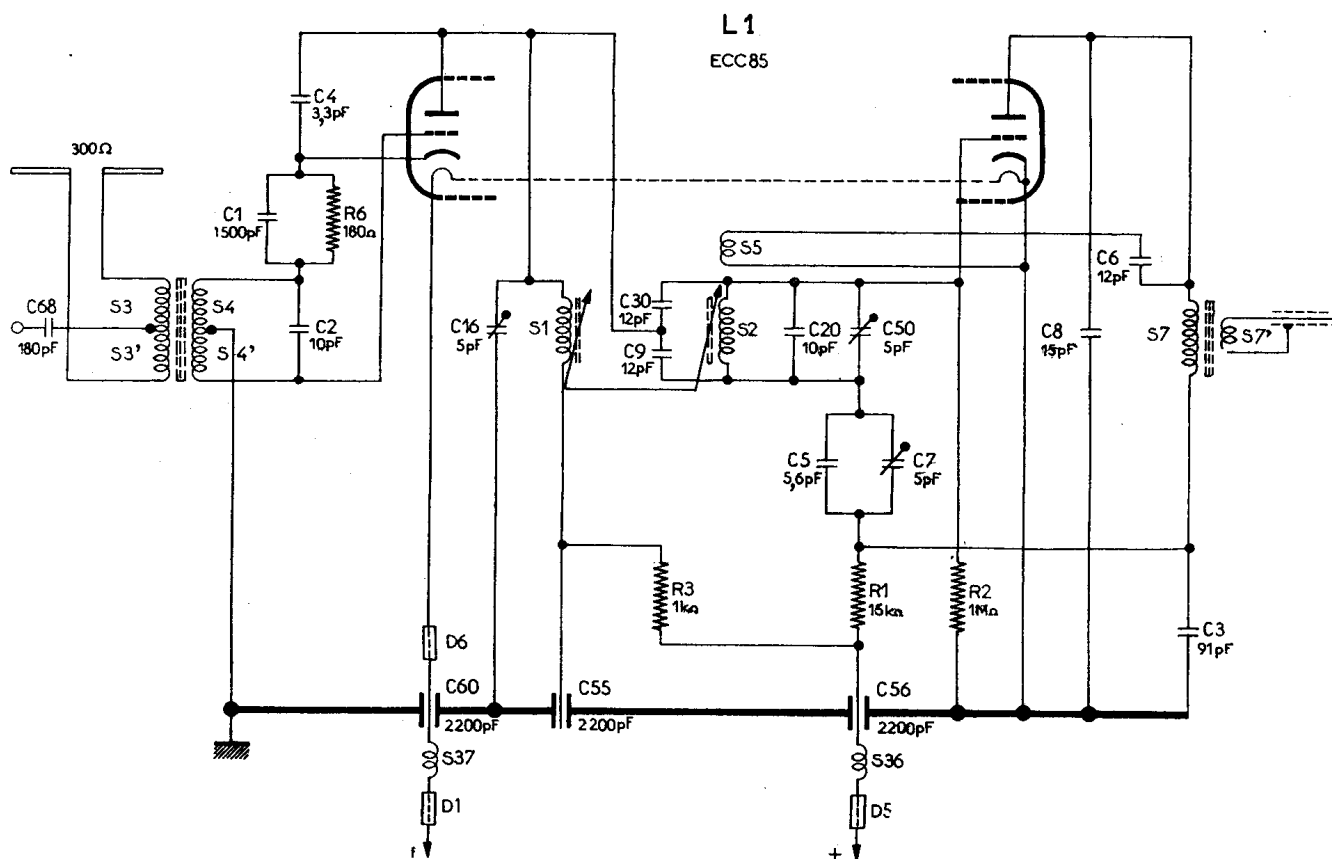 L1
ECC85
C4
3,3pF
300Ω
C1
1500pF
R6
180Ω
S5
C6
12pF
C68
180pF
S3
S3'
S4
S4'
C2
10pF
C16
5pF
S1
C30
12pF
C9
12pF
S2
C20
10pF
C50
5pF
C8
15pF
S7
S7'
C5
5,6pF
C7
5pF
R3
1kΩ
R1
15kΩ
R2
1MΩ
C3
91pF
D6
C60
2200pF
C55
2200pF
C56
2200pF
S37
S36
D1
D5
f
+